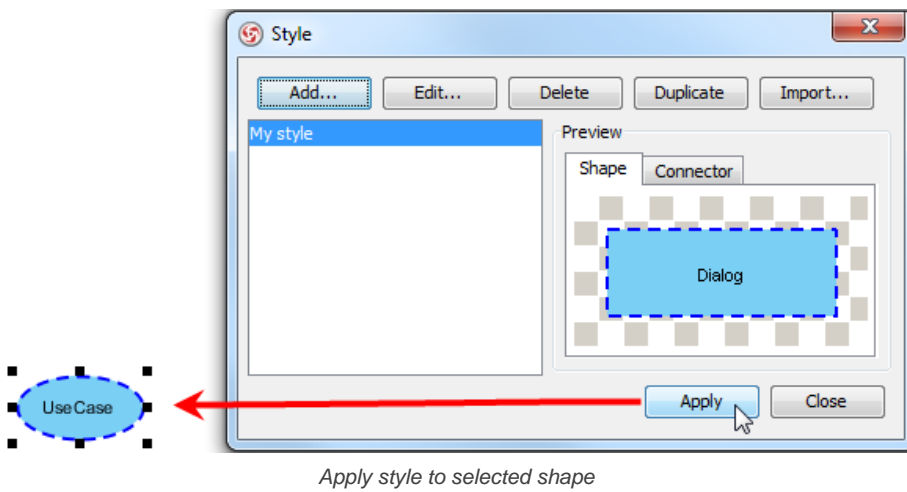 Style
Add... Edit... Delete Duplicate Import...
My style
Preview
Shape Connector
Dialog
UseCase
Apply Close
Apply style to selected shape